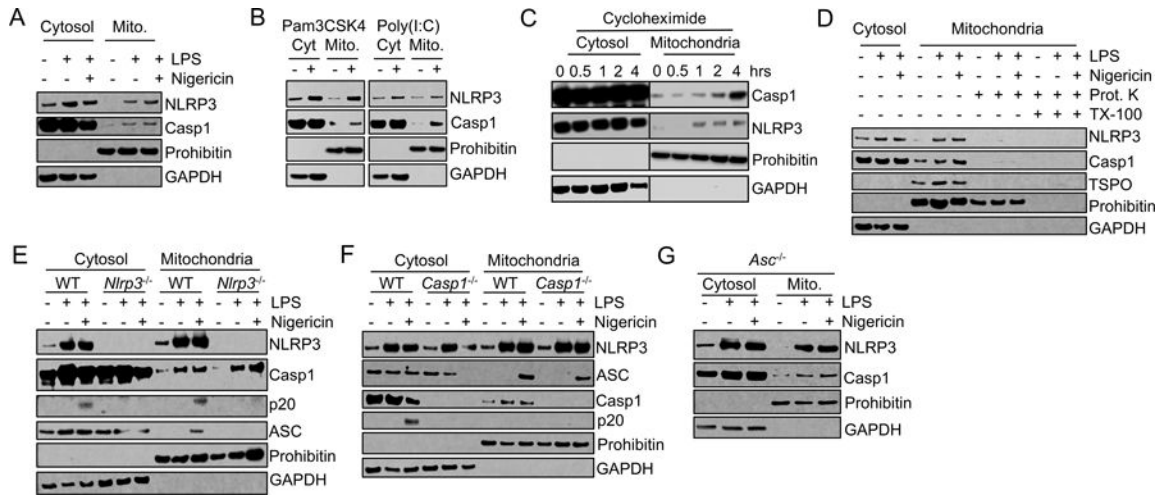 A
Cytosol Mito.
- + + - + + LPS
- - + - - + Nigericin
NLRP3
Casp1
Prohibitin
GAPDH
B
Pam3CSK4 Poly(I:C)
Cyt Mito. Cyt Mito.
- + - + - + - +
NLRP3
Casp1
Prohibitin
GAPDH
C
Cycloheximide
Cytosol Mitochondria
0 0.5 1 2 4 0 0.5 1 2 4 hrs
Casp1
NLRP3
Prohibitin
GAPDH
D
Cytosol Mitochondria
- + + - + + - + + - + + LPS
- - + - - + - - + - - + Nigericin
- - - - - - + + + + + + Prot. K
- - - - - - - - - + + + TX-100
NLRP3
Casp1
TSPO
Prohibitin
GAPDH
E
Cytosol Mitochondria
WT Nlrp3-/- WT Nlrp3-/-
- + + - + + - + + - + + LPS
- - + - - + - - + - - + Nigericin
NLRP3
Casp1
p20
ASC
Prohibitin
GAPDH
F
Cytosol Mitochondria
WT Casp1-/- WT Casp1-/-
- + + - + + - + + - + + LPS
- - + - - + - - + - - + Nigericin
NLRP3
ASC
Casp1
p20
Prohibitin
GAPDH
G
Asc-/-
Cytosol Mito.
- + + - + + LPS
- - + - - + Nigericin
NLRP3
Casp1
Prohibitin
GAPDH